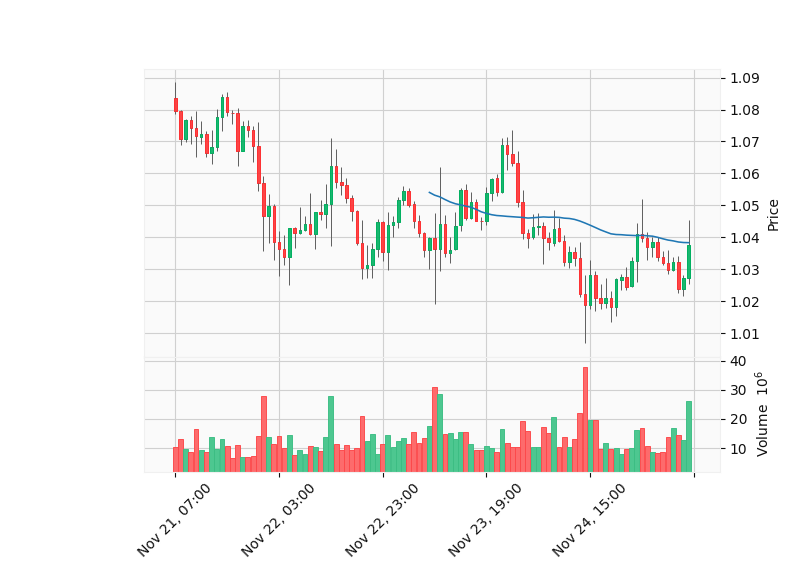 1.09
1.08
1.07
1.06
1.05
1.04
1.03
1.02
1.01
Price
40
30
20
10
Volume 10⁶
Nov 21, 07:00
Nov 22, 03:00
Nov 22, 23:00
Nov 23, 19:00
Nov 24, 15:00